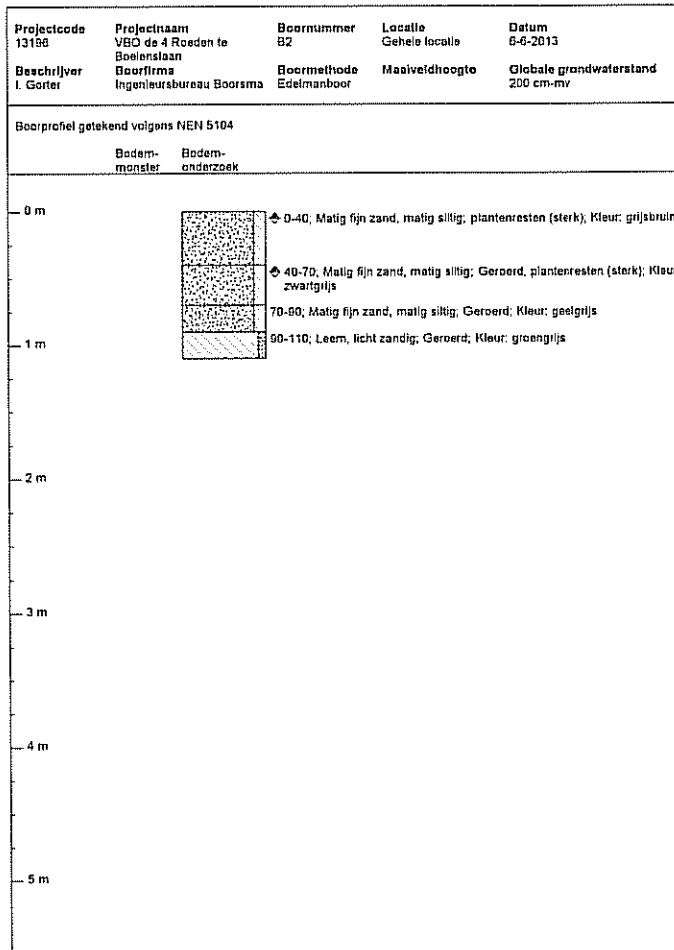 Projectcode Projectnaam Boornummer Locatie Datum
13196 VBO de 4 Roeden te B2 Gehele locatie 6-6-2013
Boelenslaan
Beschrijver Boorfirma Boormethode Maaiveldhoogte Globale grondwaterstand
I. Gorter Ingenieursbureau Boorsma Edelmanboor 200 cm-mv
Boorprofiel getekend volgens NEN 5104
Bodem- Bodem-
monster onderzoek
0 m
0-40; Matig fijn zand, matig siltig; plantenresten (sterk); Kleur: grijsbruin
40-70; Matig fijn zand, matig siltig; Geroerd, plantenresten (sterk); Kleur
zwartgrijs
70-90; Matig fijn zand, matig siltig; Geroerd; Kleur: geelgrijs
90-110; Leem, licht zandig; Geroerd; Kleur: groengrijs
1 m
2 m
3 m
4 m
5 m